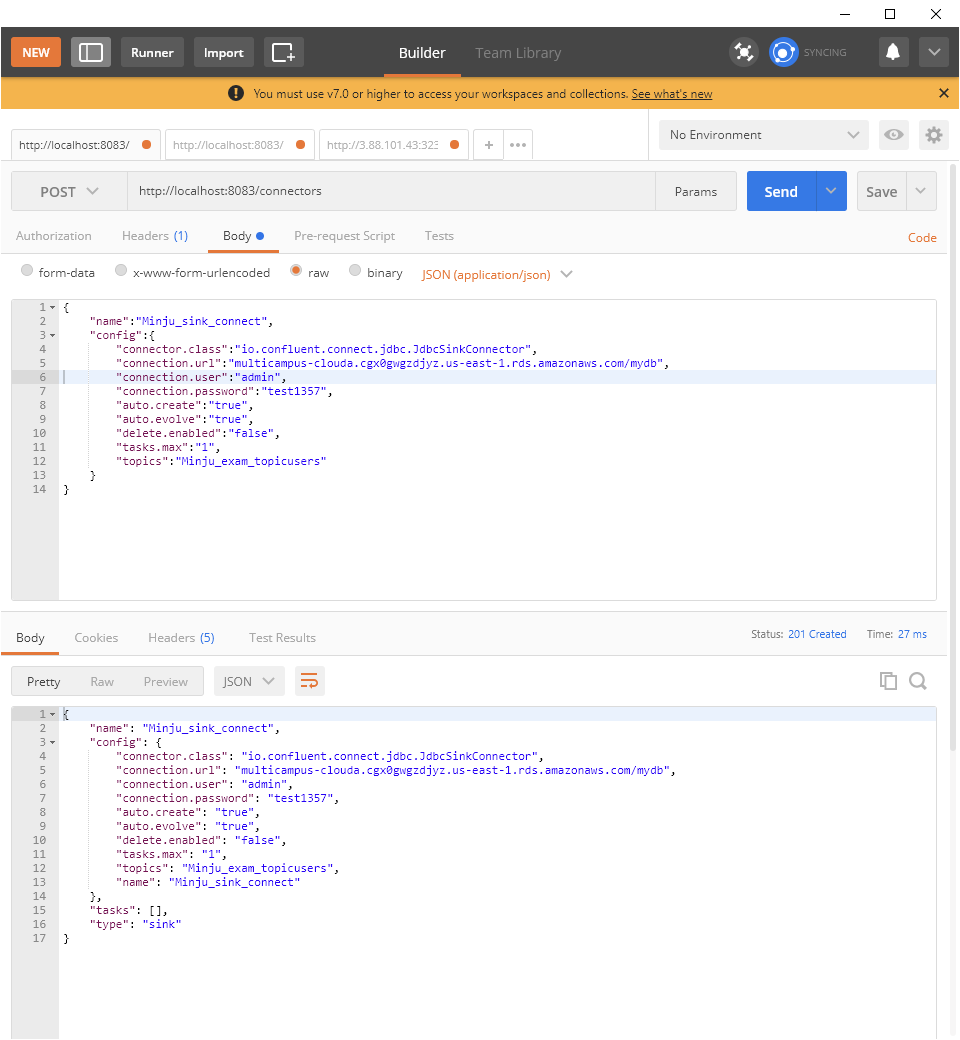 NEW Runner Import Builder Team Library SYNCING
You must use v7.0 or higher to access your workspaces and collections. See what's new
http://localhost:8083/ http://localhost:8083/ http://3.88.101.43:323 + ••• No Environment
POST http://localhost:8083/connectors Params Send Save
Authorization Headers (1) Body Pre-request Script Tests Code
form-data x-www-form-urlencoded raw binary JSON (application/json)
1 {
2 "name":"Minju_sink_connect",
3 "config":{
4 "connector.class":"io.confluent.connect.jdbc.JdbcSinkConnector",
5 "connection.url":"multicampus-clouda.cgx0gwgzdjyz.us-east-1.rds.amazonaws.com/mydb",
6 "connection.user":"admin",
7 "connection.password":"test1357",
8 "auto.create":"true",
9 "auto.evolve":"true",
10 "delete.enabled":"false",
11 "tasks.max":"1",
12 "topics":"Minju_exam_topicusers"
13 }
14 }
Body Cookies Headers (5) Test Results Status: 201 Created Time: 27 ms
Pretty Raw Preview JSON
1 {
2 "name": "Minju_sink_connect",
3 "config": {
4 "connector.class": "io.confluent.connect.jdbc.JdbcSinkConnector",
5 "connection.url": "multicampus-clouda.cgx0gwgzdjyz.us-east-1.rds.amazonaws.com/mydb",
6 "connection.user": "admin",
7 "connection.password": "test1357",
8 "auto.create": "true",
9 "auto.evolve": "true",
10 "delete.enabled": "false",
11 "tasks.max": "1",
12 "topics": "Minju_exam_topicusers",
13 "name": "Minju_sink_connect"
14 },
15 "tasks": [],
16 "type": "sink"
17 }